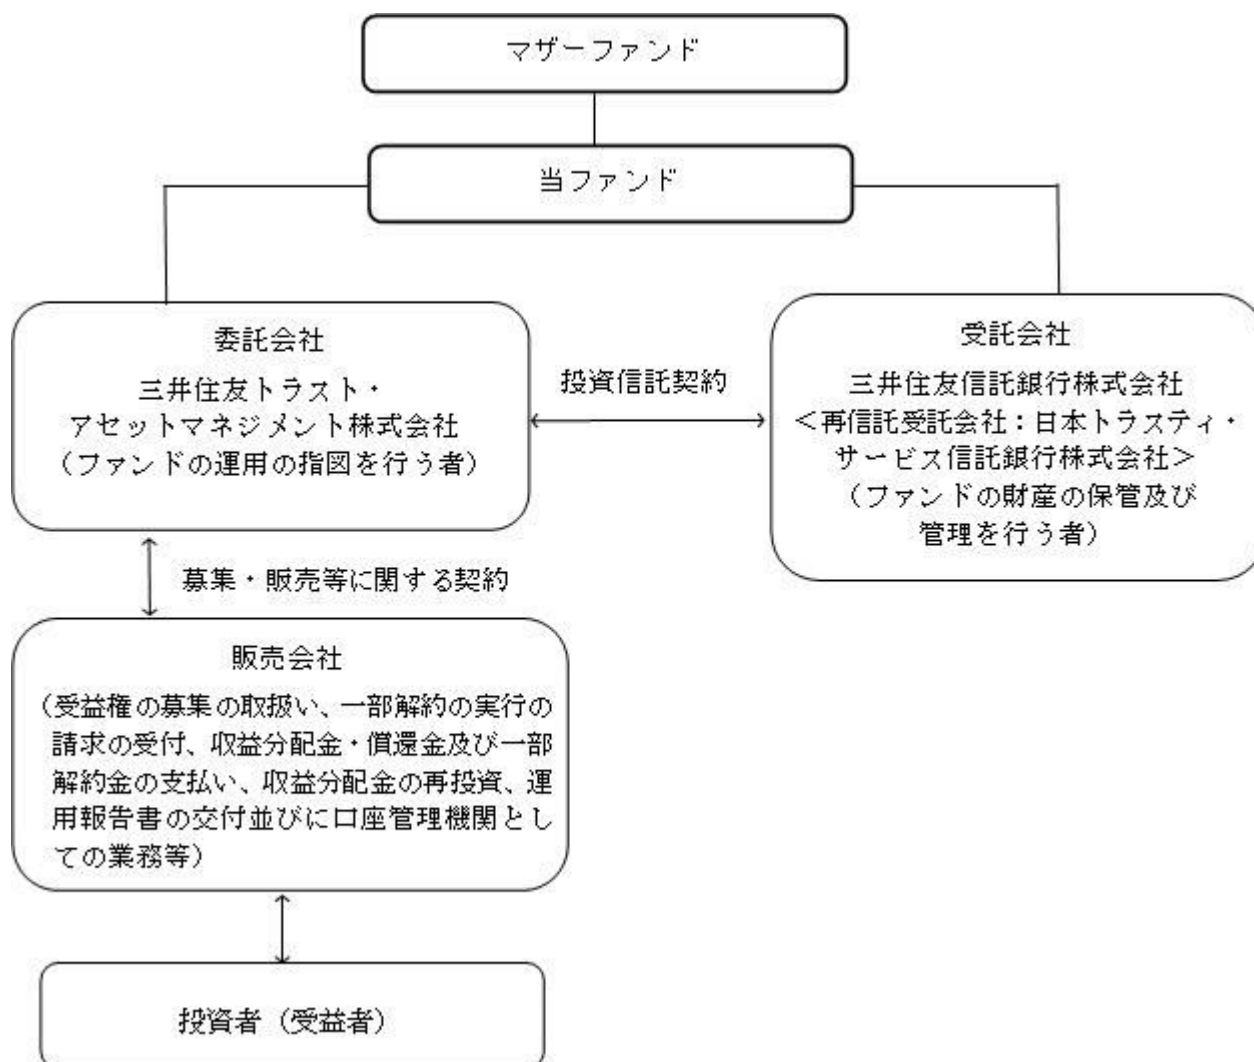 マザーファンド
当ファンド
委託会社
三井住友トラスト・
アセットマネジメント株式会社
（ファンドの運用の指図を行う者）
投資信託契約
受託会社
三井住友信託銀行株式会社
＜再信託受託会社：日本トラスティ・
サービス信託銀行株式会社＞
（ファンドの財産の保管及び
管理を行う者）
募集・販売等に関する契約
販売会社
（受益権の募集の取扱い、一部解約の実行の
請求の受付、収益分配金・償還金及び一部
解約金の支払い、収益分配金の再投資、運
用報告書の交付並びに口座管理機関とし
ての業務等）
投資者（受益者）